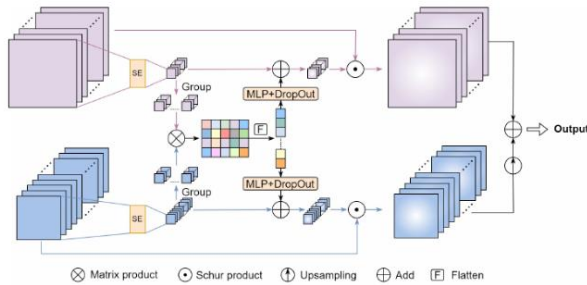 SE
Group
MLP+DropOut
F
Output
MLP+DropOut
Group
SE
Matrix product
Schur product
Upsampling
Add
F Flatten